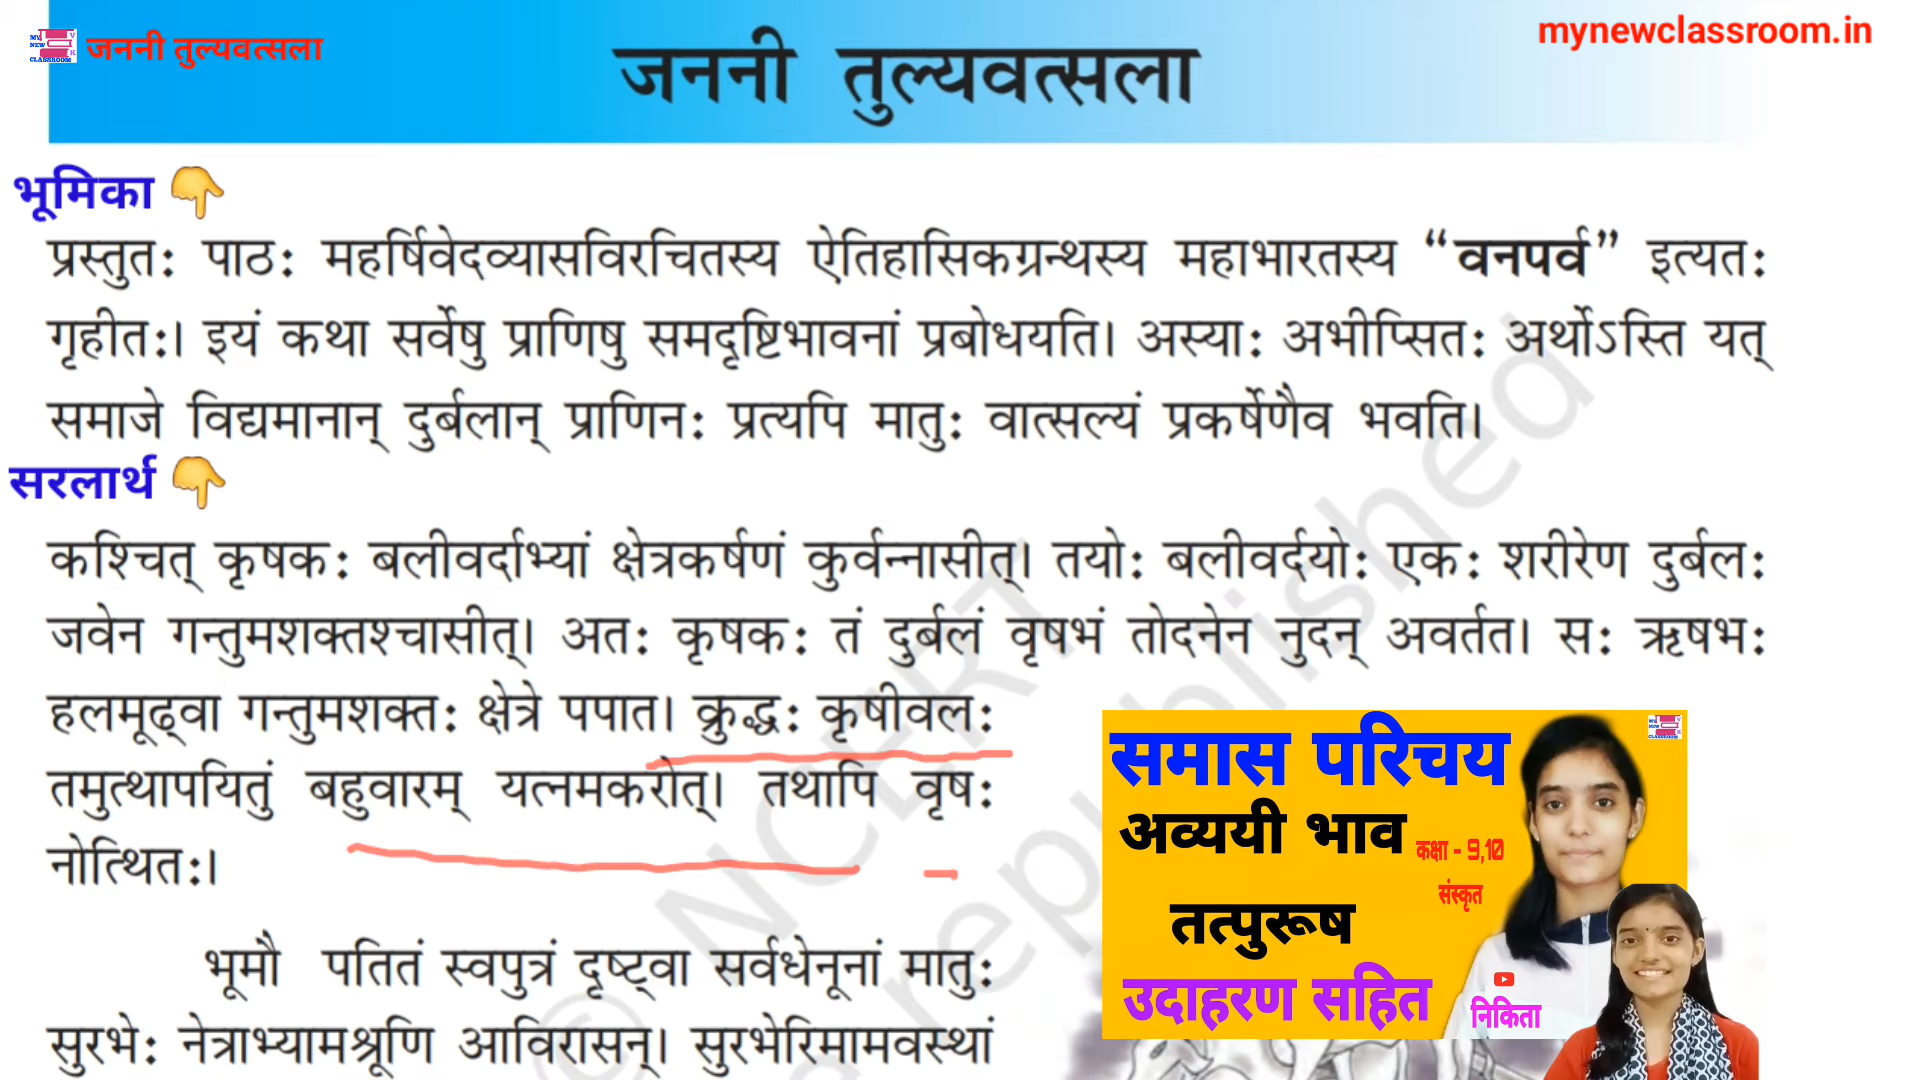 MY NEW CLASSROOM
V K
जननी तुल्यवत्सला
mynewclassroom.in
जननी तुल्यवत्सला
भूमिका 👇
प्रस्तुतः पाठः महर्षिवेदव्यासविरचितस्य ऐतिहासिकग्रन्थस्य महाभारतस्य “वनपर्व” इत्यतः
गृहीतः। इयं कथा सर्वेषु प्राणिषु समदृष्टिभावनां प्रबोधयति। अस्याः अभीप्सितः अर्थोऽस्ति यत्
समाजे विद्यमानान् दुर्बलान् प्राणिनः प्रत्यपि मातुः वात्सल्यं प्रकर्षेणैव भवति।
सरलार्थ 👇
कश्चित् कृषकः बलीवर्दाभ्यां क्षेत्रकर्षणं कुर्वन्नासीत्। तयोः बलीवर्दयोः एकः शरीरेण दुर्बलः
जवेन गन्तुमशक्तश्चासीत्। अतः कृषकः तं दुर्बलं वृषभं तोदनेन नुदन् अवर्तत। सः ऋषभः
हलमूढ्वा गन्तुमशक्तः क्षेत्रे पपात। क्रुद्धः कृषीवलः
तमुत्थापयितुं बहुवारम् यत्नमकरोत्। तथापि वृषः
नोत्थितः।
भूमौ पतितं स्वपुत्रं दृष्ट्वा सर्वधेनूनां मातुः
सुरभेः नेत्राभ्यामश्रूणि आविरासन्। सुरभेरिमामवस्थां
© NCERT
republished
समास परिचय
अव्ययी भाव
कक्षा - 9,10
संस्कृत
तत्पुरूष
उदाहरण सहित
निकिता